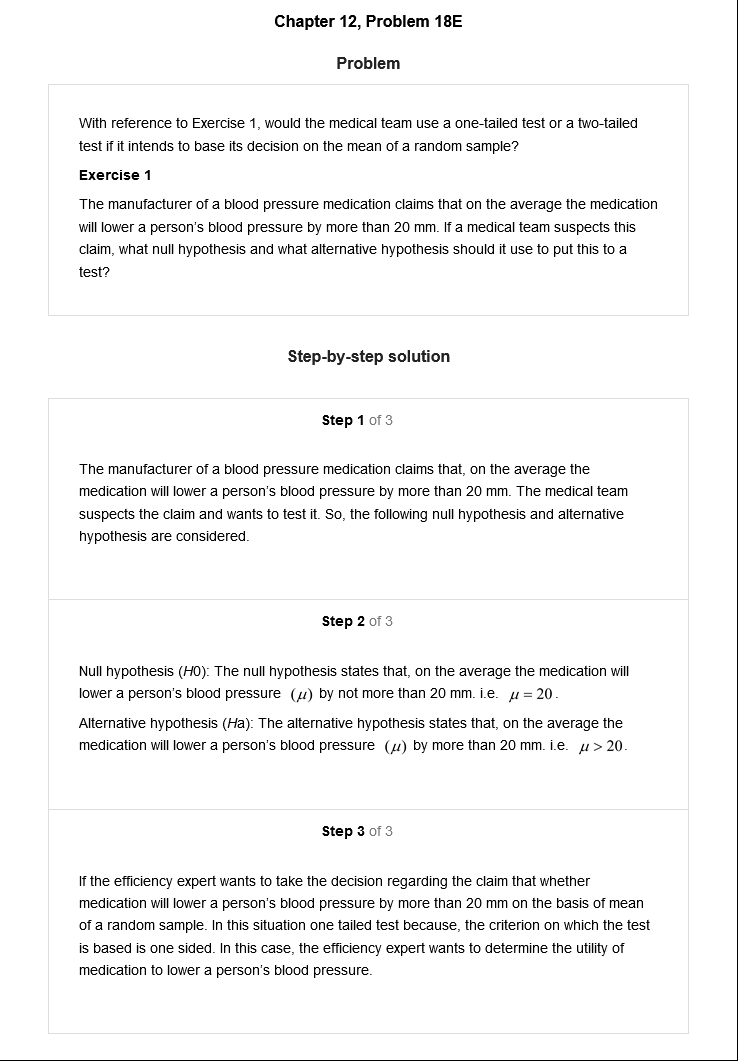 Chapter 12, Problem 18E
Problem
With reference to Exercise 1, would the medical team use a one-tailed test or a two-tailed
test if it intends to base its decision on the mean of a random sample?
Exercise 1
The manufacturer of a blood pressure medication claims that on the average the medication
will lower a person's blood pressure by more than 20 mm. If a medical team suspects this
claim, what null hypothesis and what alternative hypothesis should it use to put this to a
test?
Step-by-step solution
Step 1 of 3
The manufacturer of a blood pressure medication claims that, on the average the
medication will lower a person's blood pressure by more than 20 mm. The medical team
suspects the claim and wants to test it. So, the following null hypothesis and alternative
hypothesis are considered.
Step 2 of 3
Null hypothesis (H0): The null hypothesis states that, on the average the medication will
lower a person's blood pressure (μ) by not more than 20 mm. i.e. μ = 20.
Alternative hypothesis (Ha): The alternative hypothesis states that, on the average the
medication will lower a person's blood pressure (μ) by more than 20 mm. i.e. μ > 20.
Step 3 of 3
If the efficiency expert wants to take the decision regarding the claim that whether
medication will lower a person's blood pressure by more than 20 mm on the basis of mean
of a random sample. In this situation one tailed test because, the criterion on which the test
is based is one sided. In this case, the efficiency expert wants to determine the utility of
medication to lower a person's blood pressure.